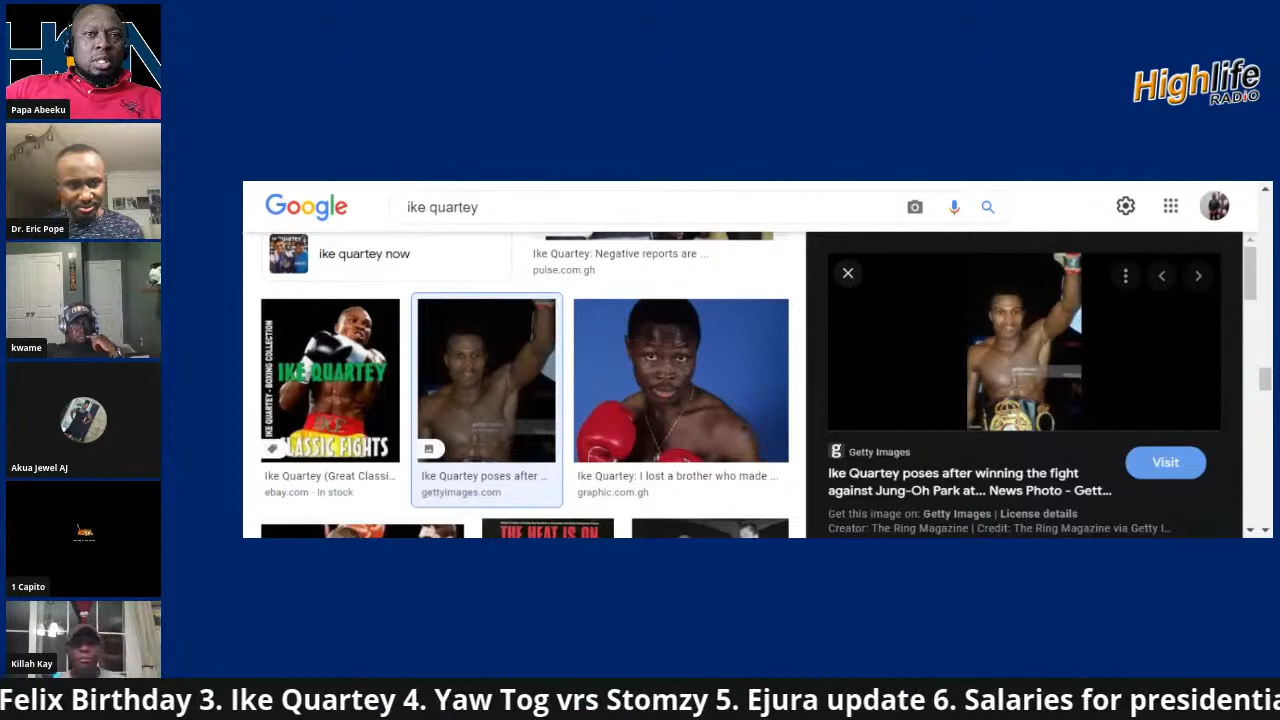 Papa Abeeku
Dr. Eric Pope
kwame
Akua Jewel AJ
1 Capito
Killah Kay
Highlife
RADIO
Google
ike quartey
ike quartey now
Ike Quartey: Negative reports are ...
pulse.com.gh
IKE QUARTEY - BOXING COLLECTION
IKE QUARTEY
CLASSIC FIGHTS
Ike Quartey (Great Classi...
ebay.com · In stock
Ike Quartey poses after ...
gettyimages.com
Ike Quartey: I lost a brother who made ...
graphic.com.gh
THE HEAT IS ON
Getty Images
Ike Quartey poses after winning the fight
against Jung-Oh Park at... News Photo - Gett...
Visit
Get this image on: Getty Images | License details
Creator: The Ring Magazine | Credit: The Ring Magazine via Getty I...
Felix Birthday 3. Ike Quartey 4. Yaw Tog vrs Stomzy 5. Ejura update 6. Salaries for presidentia